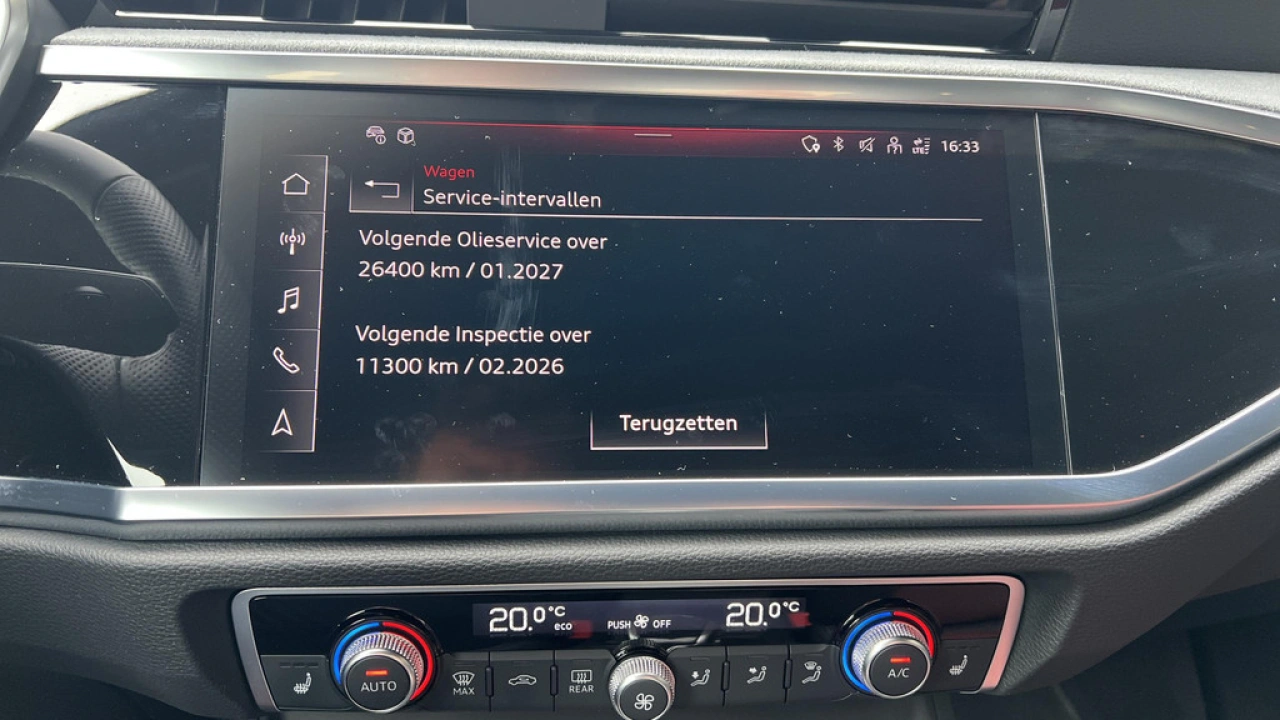 LTE 16:33
Wagen
Service-intervallen
Volgende Olieservice over
26400 km / 01.2027
Volgende Inspectie over
11300 km / 02.2026
Terugzetten
20.0°C eco PUSH OFF 20.0°C
AUTO MAX REAR A/C